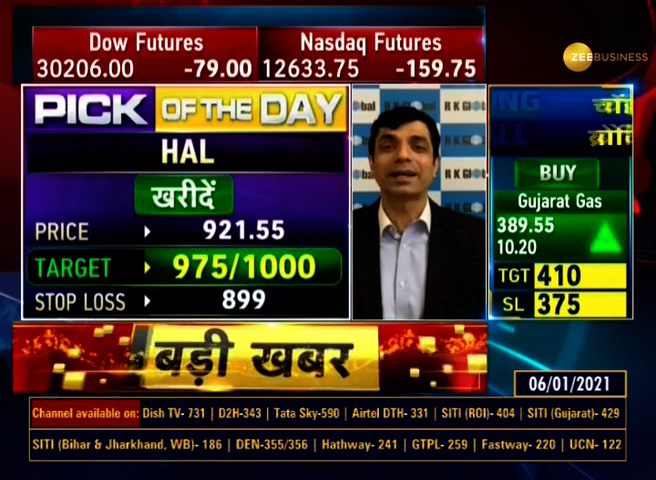 Dow Futures
30206.00 -79.00
Nasdaq Futures
12633.75 -159.75
ZEEBUSINESS
PICK OF THE DAY
HAL
खरीदें
PRICE 921.55
TARGET 975/1000
STOP LOSS 899
BUY
Gujarat Gas
389.55
10.20
TGT 410
SL 375
बड़ी खबर
06/01/2021
Channel available on: Dish TV- 731 | D2H-343 | Tata Sky-590 | Airtel DTH- 331 | SITI (ROI)- 404 | SITI (Gujarat)- 429
SITI (Bihar & Jharkhand, WB)- 186 | DEN-355/356 | Hathway- 241 | GTPL- 259 | Fastway- 220 | UCN- 122